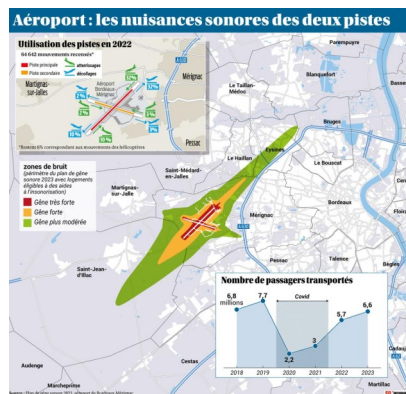 Aéroport : les nuisances sonores des deux pistes
Utilisation des pistes en 2022
64 642 mouvements recensés*
Piste principale
Piste secondaire
atterrissages
décollages
Martignas-
sur-Jalles
Aéroport
Bordeaux
Mérignac
Mérignac
Pessac
A630
*Restent 6% correspondant aux mouvements des hélicoptères
zones de bruit
(périmètre du plan de gêne
sonore 2023 avec logements
éligibles à des aides
à l'insonorisation)
Gêne très forte
Gêne forte
Gêne plus modérée
Parempuyre
Blanquefort
Le Taillan-
Médoc
Bruges
Eysines
Le Haillan
Le Bouscat
Saint-Médard-
en-Jalles
Martignas-
sur-Jalle
Mérignac
Bordeaux
A630
Pessac
Talence
Bègles
Saint-Jean-
d'Illac
Cestas
Audenge
Marcheprime
Martillac
Nombre de passagers transportés
Covid
6,8
millions
7,7
2,2
3
5,7
6,6
2018
2019
2020
2021
2022
2023